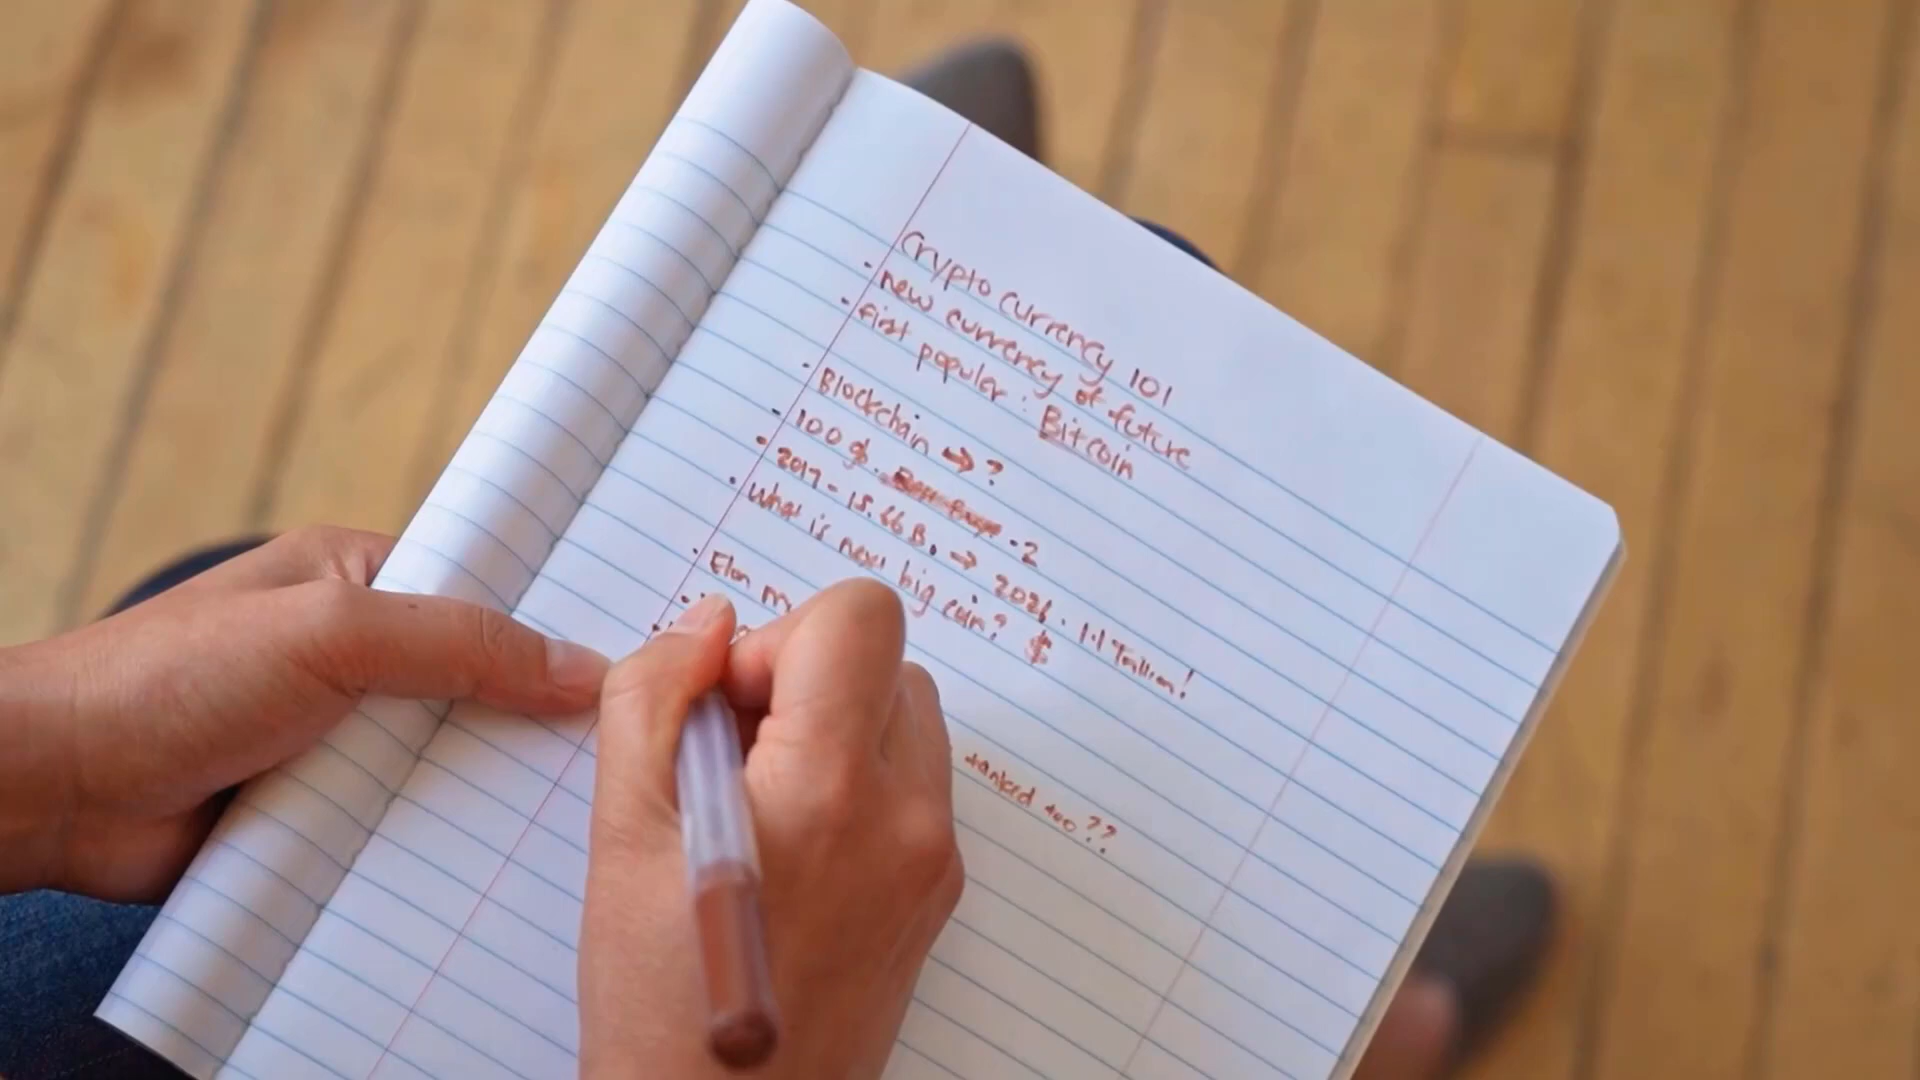 Crypto Currency 101
• new currency of future
• first popular : Bitcoin
• Blockchain → ?
• 100 • 2
• 2017 - 15.66 B. → 1.1 Trillion!
• What is next big coin? $
• Elon
tanked too ??